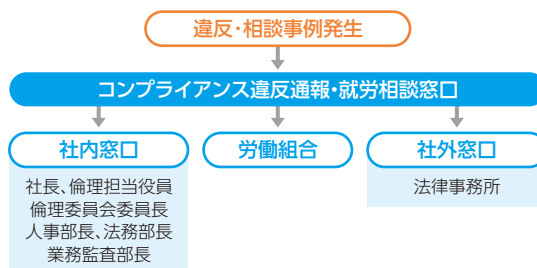 違反・相談事例発生
コンプライアンス違反通報・就労相談窓口
社内窓口
社長、倫理担当役員
倫理委員会委員長
人事部長、法務部長
業務監査部長
労働組合
社外窓口
法律事務所